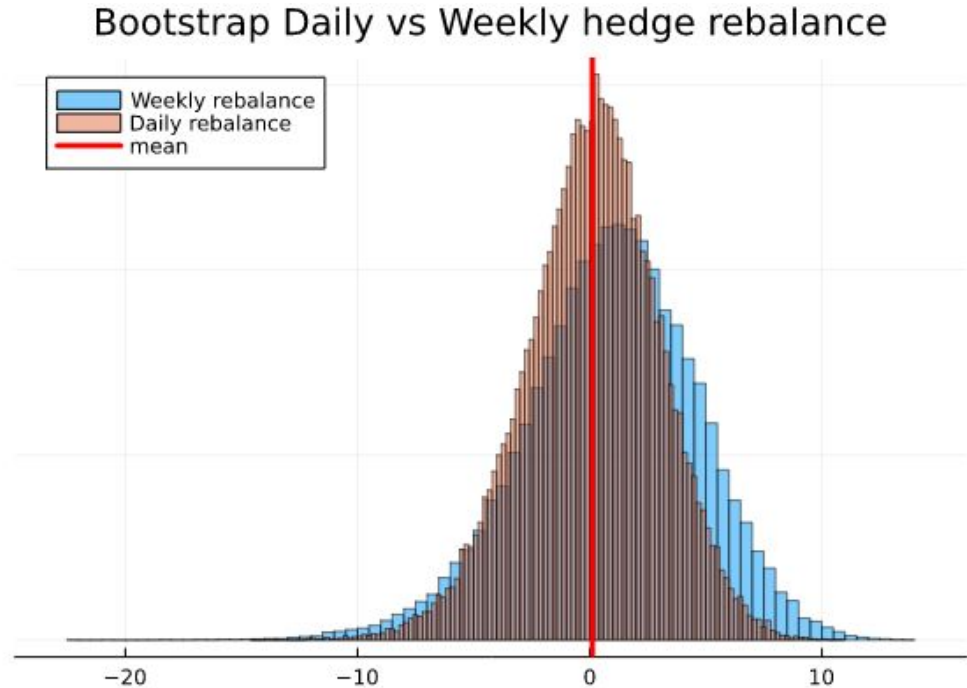 Bootstrap Daily vs Weekly hedge rebalance
Weekly rebalance
Daily rebalance
mean
−20 −10 0 10